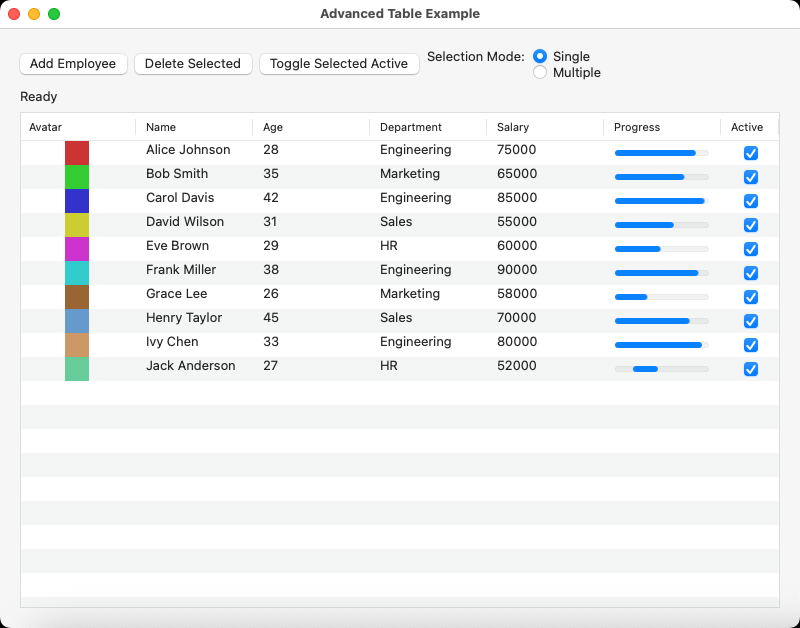 Advanced Table Example
Add Employee Delete Selected Toggle Selected Active Selection Mode: Single
Multiple
Ready
Avatar Name Age Department Salary Progress Active
Alice Johnson 28 Engineering 75000
Bob Smith 35 Marketing 65000
Carol Davis 42 Engineering 85000
David Wilson 31 Sales 55000
Eve Brown 29 HR 60000
Frank Miller 38 Engineering 90000
Grace Lee 26 Marketing 58000
Henry Taylor 45 Sales 70000
Ivy Chen 33 Engineering 80000
Jack Anderson 27 HR 52000